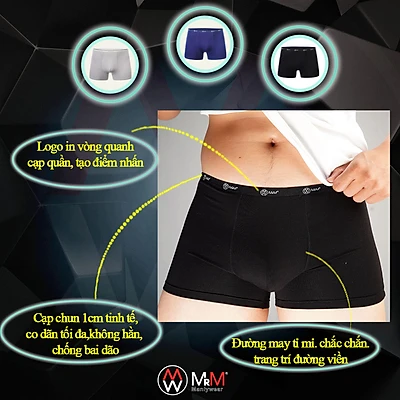 Logo in vòng quanh
cạp quần, tạo điểm nhấn
Cạp chun 1cm tinh tế,
co dãn tối đa,không hằn,
chống bai dão
Đường may tỉ mỉ. chắc chắn.
trang trí đường viền
MRM
Manlywear